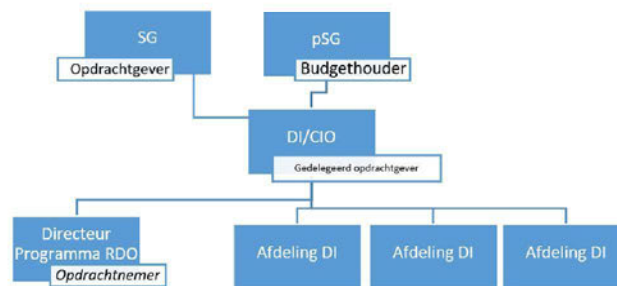 SG
Opdrachtgever
pSG
Budgethouder
DI/CIO
Gedelegeerd opdrachtgever
Directeur
Programma RDO
Opdrachtnemer
Afdeling DI
Afdeling DI
Afdeling DI